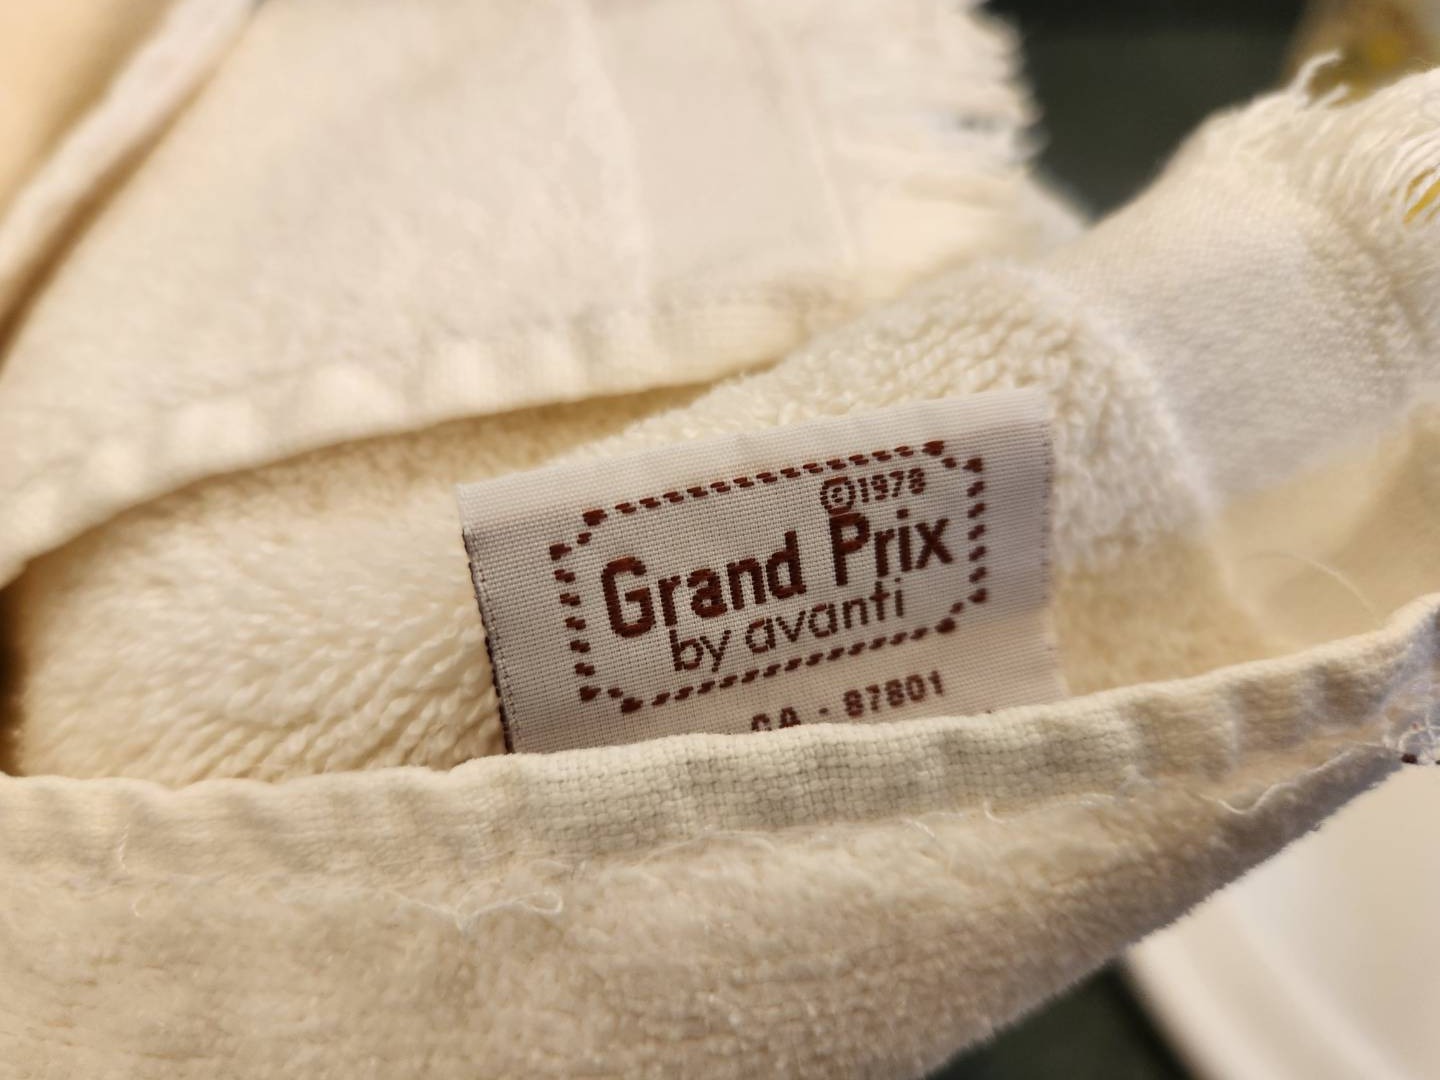 ©1978
Grand Prix
by avanti
CA - 87801